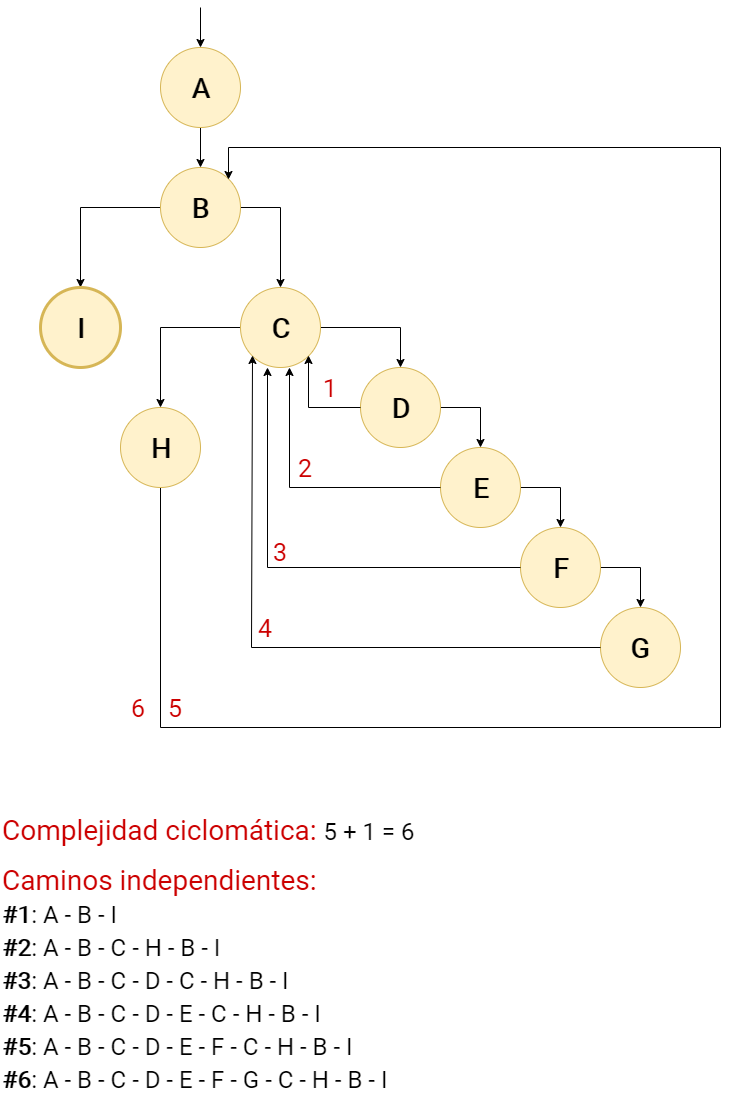 A
B
I
C
1
D
H
2
E
3
F
4
G
6 5
Complejidad ciclomática: 5 + 1 = 6
Caminos independientes:
#1: A - B - I
#2: A - B - C - H - B - I
#3: A - B - C - D - C - H - B - I
#4: A - B - C - D - E - C - H - B - I
#5: A - B - C - D - E - F - C - H - B - I
#6: A - B - C - D - E - F - G - C - H - B - I